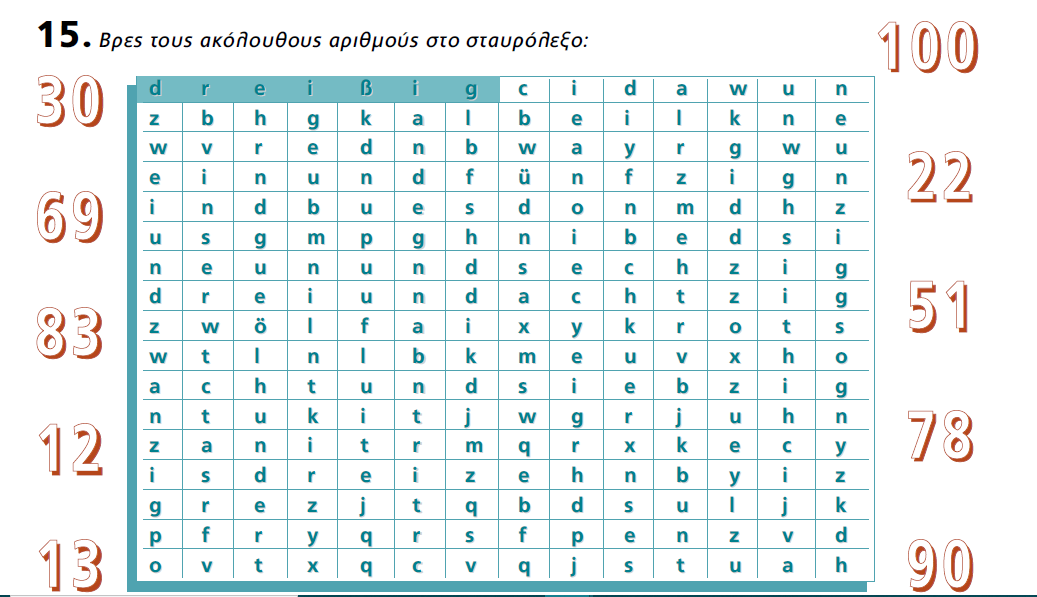 15. Βρες τους ακόλουθους αριθμούς στο σταυρόλεξο:
100
30
22
69
51
83
78
12
90
13
d r e i ß i g c i d a w u n
z b h g k a l b e i l k n e
w v r e d n b w a y r g w u
e i n u n d f ü n f z i g n
i n d b u e s d o n m d h z
u s g m p g h n i b e d s i
n e u n u n d s e c h z i g
d r e i u n d a c h t z i g
z w ö l f a i x y k r o t s
w t l n l b k m e u v x h o
a c h t u n d s i e b z i g
n t u k i t j w g r j u h n
z a n i t r m q r x k e c y
i s d r e i z e h n b y i z
g r e z j t q b d s u l j k
p f r y q r s f p e n z v d
o v t x q c v q j s t u a h